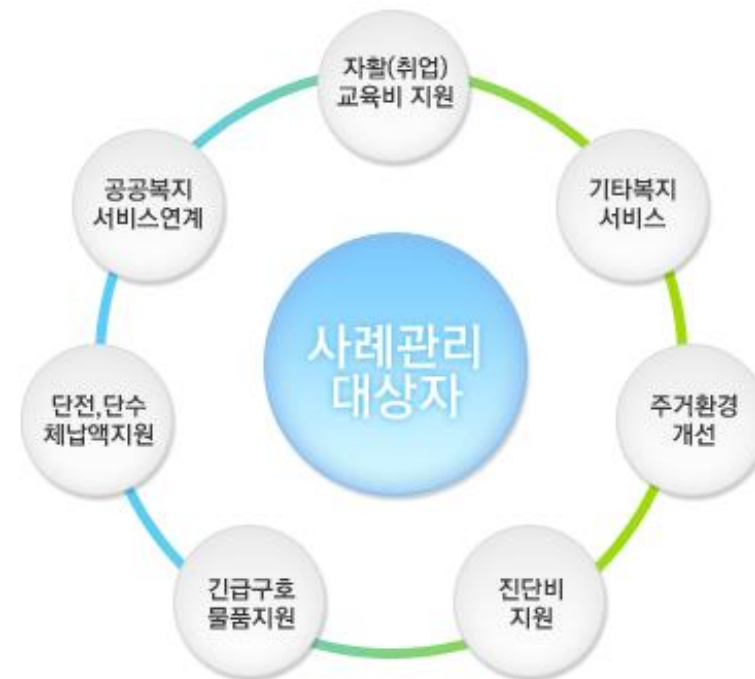 자활(취업)
교육비 지원
기타복지
서비스
주거환경
개선
진단비
지원
긴급구호
물품지원
단전,단수
체납액지원
공공복지
서비스연계
사례관리
대상자